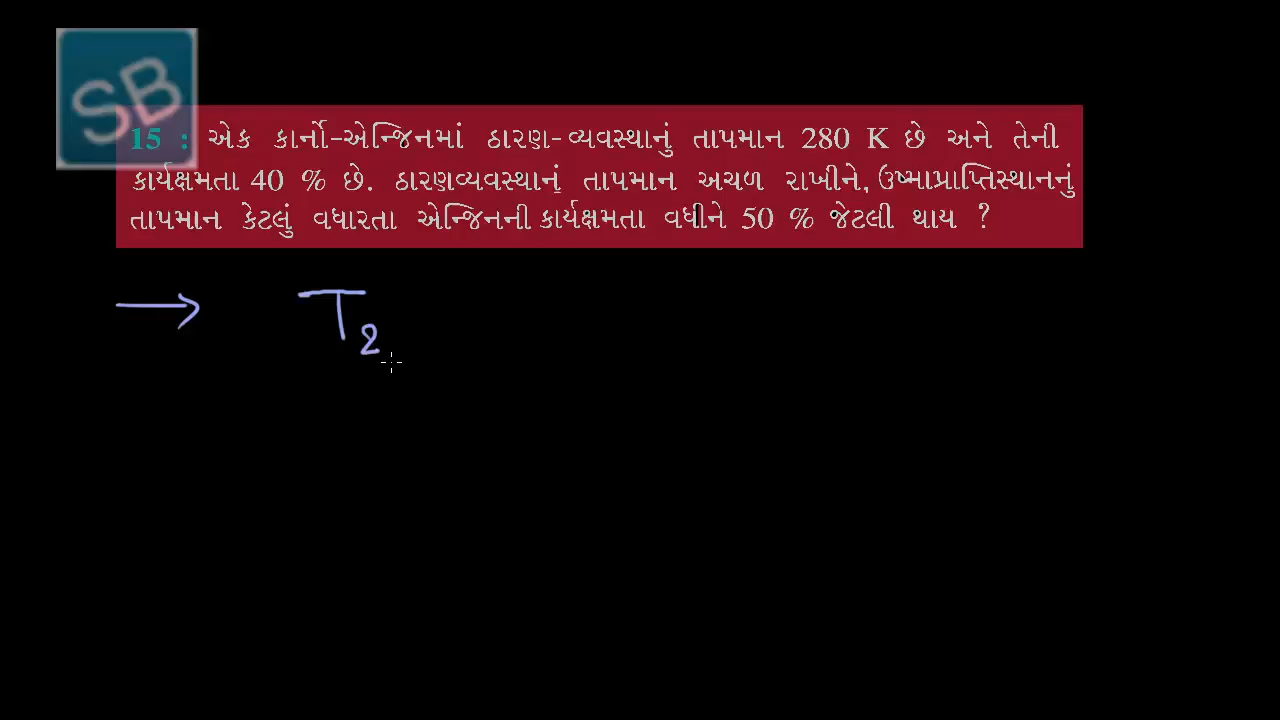 SB
15 : એક કાર્નો-એન્જિનમાં ઠારણ-વ્યવસ્થાનું તાપમાન 280 K છે અને તેની
કાર્યક્ષમતા 40 % છે. ઠારણવ્યવસ્થાનું તાપમાન અચળ રાખીને, ઉષ્માપ્રાપ્તિસ્થાનનું
તાપમાન કેટલું વધારતા એન્જિનની કાર્યક્ષમતા વધીને 50 % જેટલી થાય ?
→ T₂